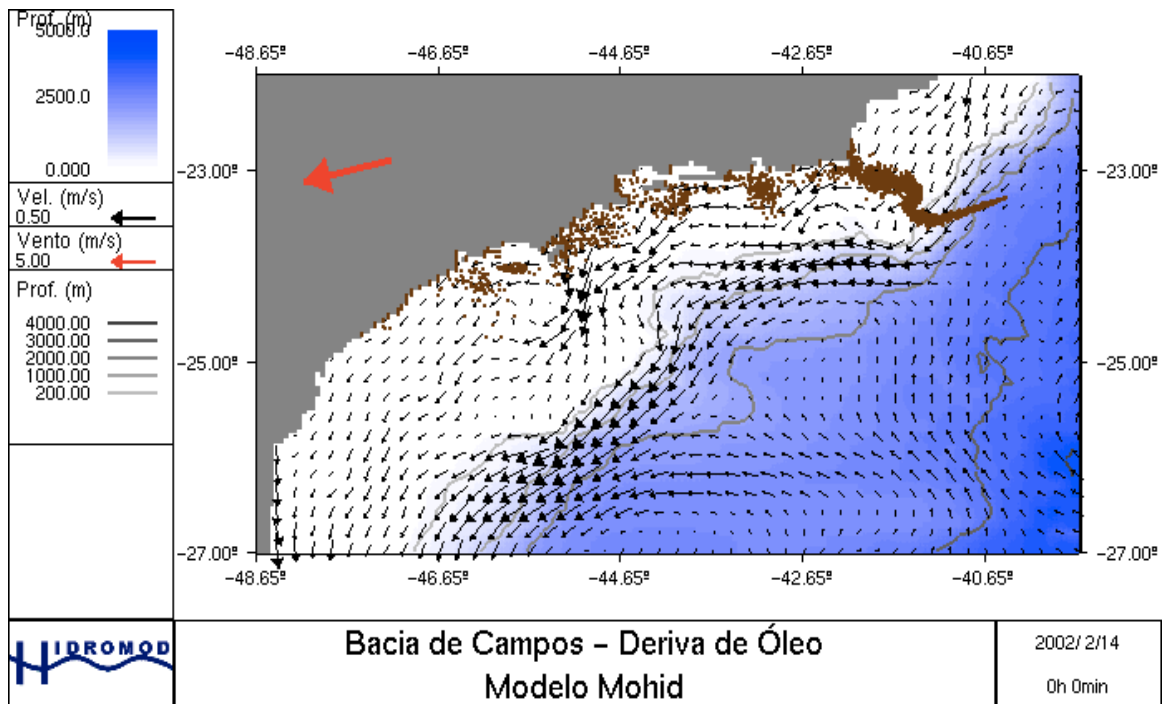 Prof. (m)
5000.0
2500.0
0.000
Vel. (m/s)
0.50
Vento (m/s)
5.00
Prof. (m)
4000.00
3000.00
2000.00
1000.00
200.00
-48.65º -46.65º -44.65º -42.65º -40.65º
-23.00º -23.00º
-25.00º -25.00º
-27.00º -27.00º
-48.65º -46.65º -44.65º -42.65º -40.65º
HIDROMOD
Bacia de Campos - Deriva de Óleo
Modelo Mohid
2002/ 2/14
0h 0min